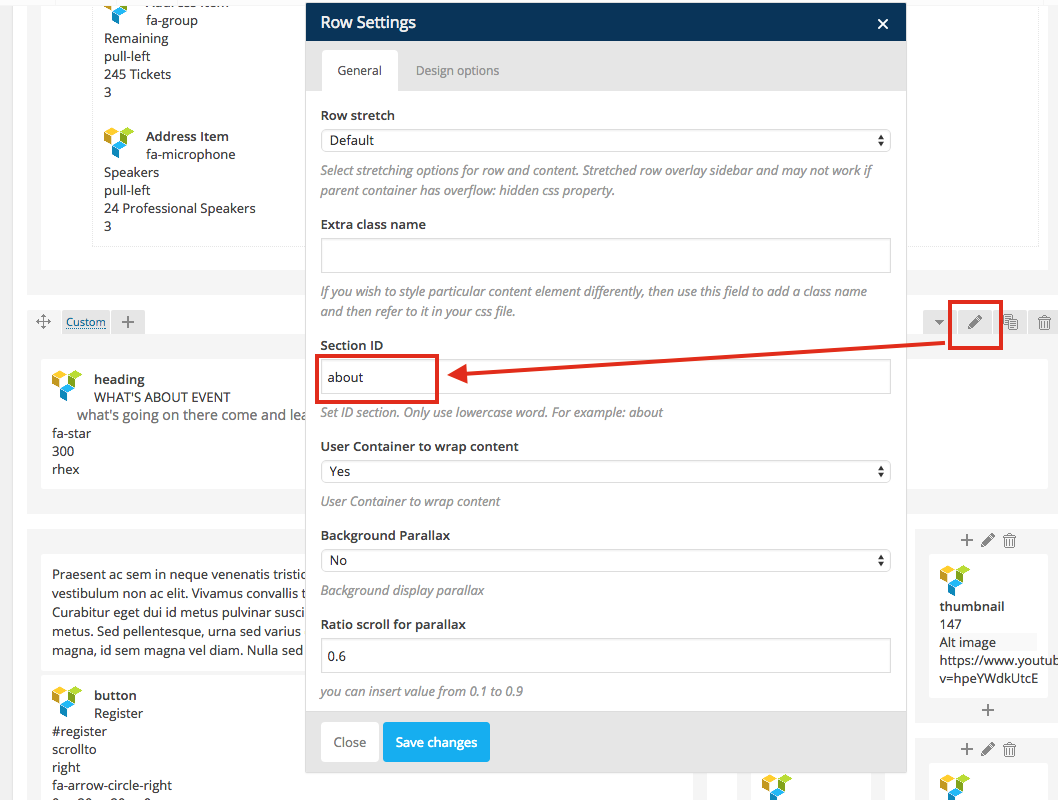 Address Item
fa-group
Remaining
pull-left
245 Tickets
3
Address Item
fa-microphone
Speakers
pull-left
24 Professional Speakers
3
Custom
heading
WHAT'S ABOUT EVENT
what's going on there come and lea
fa-star
300
rhex
Praesent ac sem in neque venenatis tristic
vestibulum non ac elit. Vivamus convallis t
Curabitur eget dui id metus pulvinar susci
metus. Sed pellentesque, urna sed varius
magna, id sem magna vel diam. Nulla sed
button
Register
#register
scrollto
right
fa-arrow-circle-right
Row Settings
General
Design options
Row stretch
Default
Select stretching options for row and content. Stretched row overlay sidebar and may not work if
parent container has overflow: hidden css property.
Extra class name
If you wish to style particular content element differently, then use this field to add a class name
and then refer to it in your css file.
Section ID
about
Set ID section. Only use lowercase word. For example: about
User Container to wrap content
Yes
User Container to wrap content
Background Parallax
No
Background display parallax
Ratio scroll for parallax
0.6
you can insert value from 0.1 to 0.9
Close
Save changes
thumbnail
147
Alt image
https://www.youtub
v=hpeYWdkUtcE